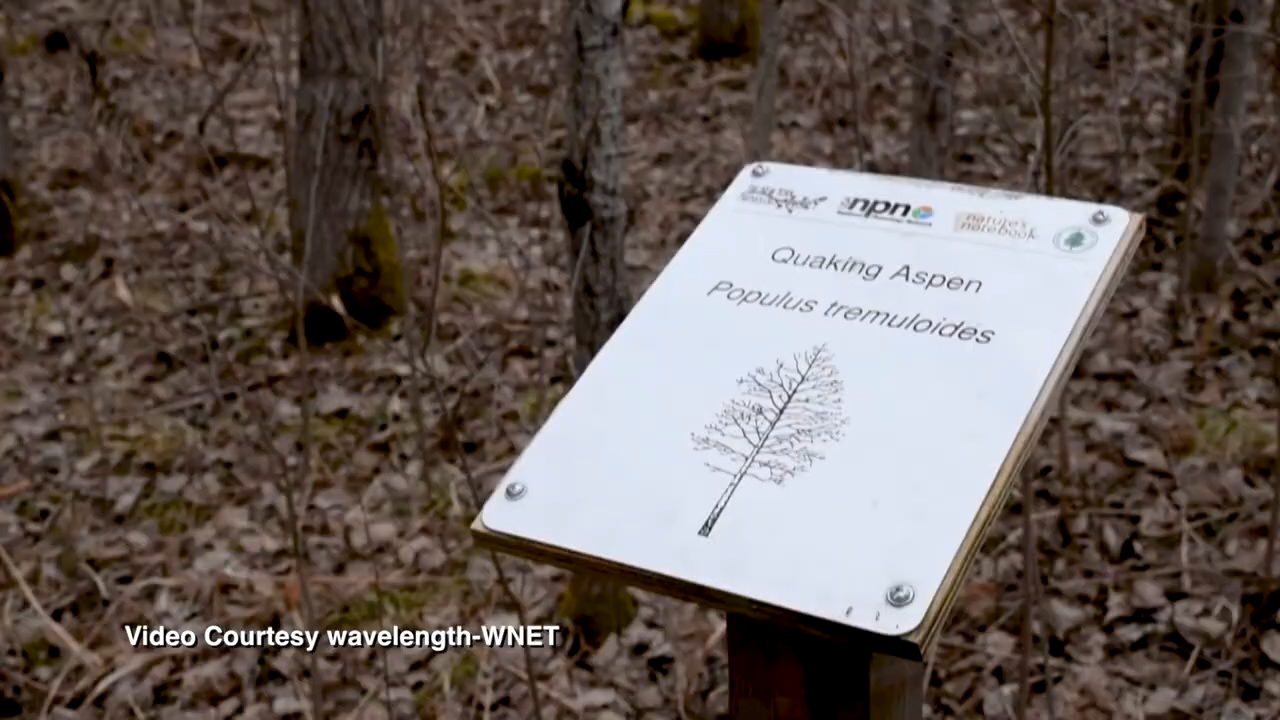 npn
nature's
notebook
Quaking Aspen
Populus tremuloides
Video Courtesy wavelength-WNET